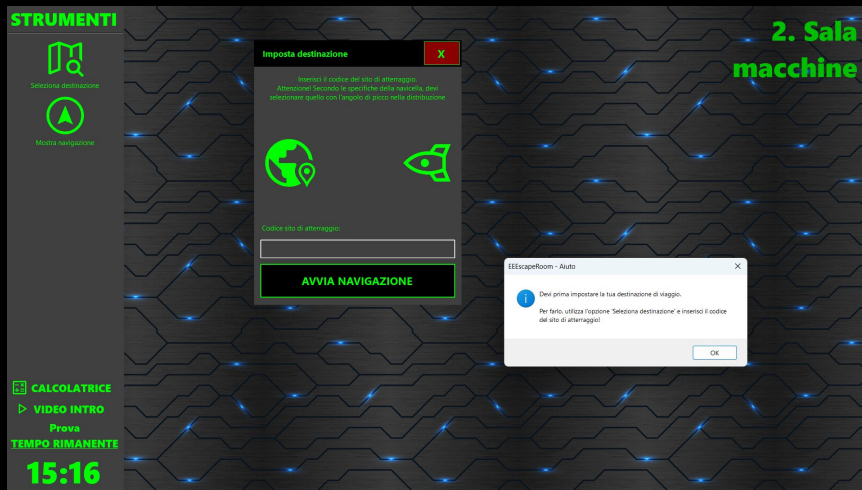 STRUMENTI
Seleziona destinazione
Mostra navigazione
CALCOLATRICE
VIDEO INTRO
Prova
TEMPO RIMANENTE
15:16
Imposta destinazione
X
Inserisci il codice del sito di atterraggio.
Attenzione! Secondo le specifiche della navicella, devi
selezionare quello con l'angolo di picco nella distribuzione
Codice sito di atterraggio:
AVVIA NAVIGAZIONE
EEEscapeRoom - Aiuto
Devi prima impostare la tua destinazione di viaggio.
Per farlo, utilizza l'opzione 'Seleziona destinazione' e inserisci il codice
del sito di atterraggio!
OK
2. Sala
macchine